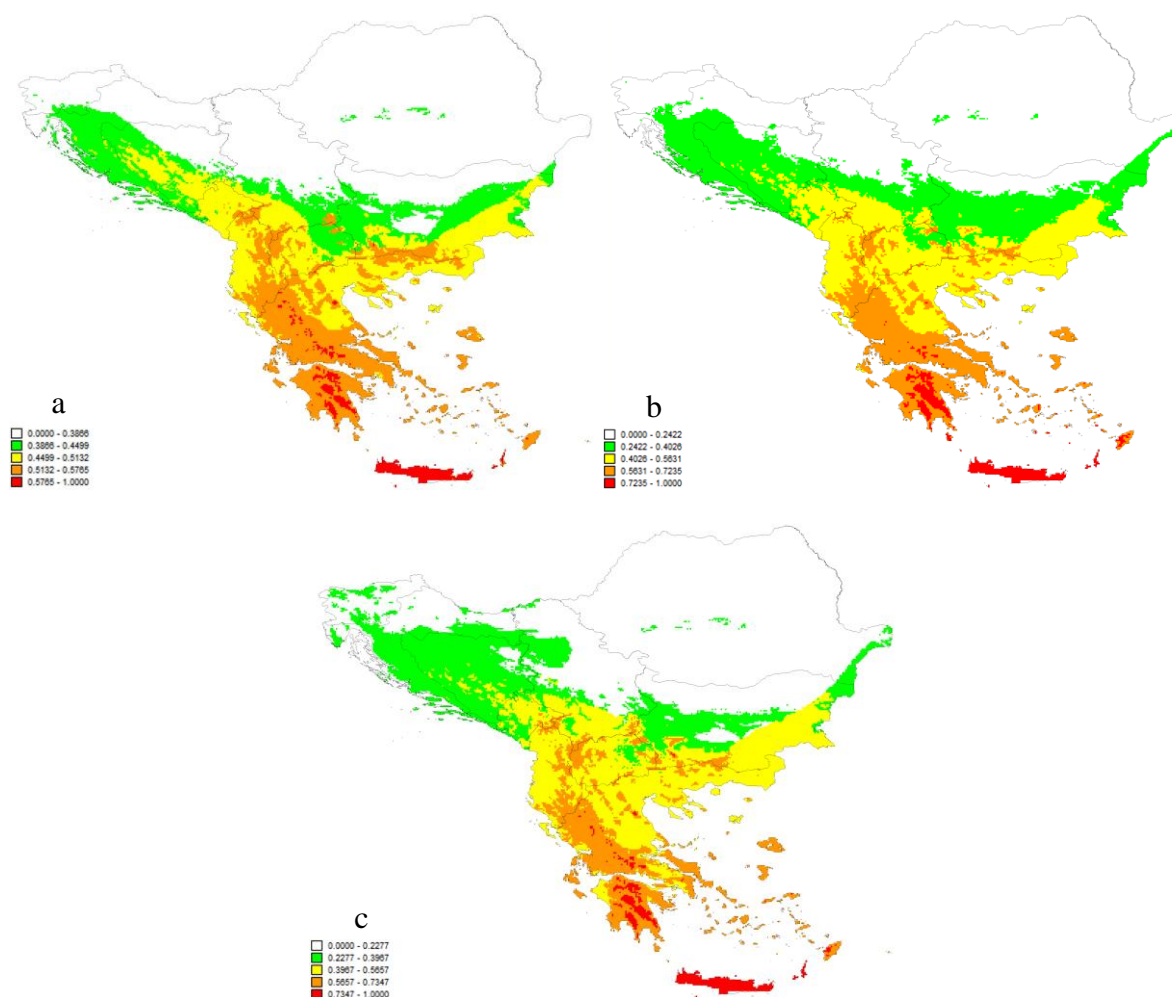 a
0.0000 - 0.3866
0.3866 - 0.4499
0.4499 - 0.5132
0.5132 - 0.5765
0.5765 - 1.0000
b
0.0000 - 0.2422
0.2422 - 0.4026
0.4026 - 0.5631
0.5631 - 0.7235
0.7235 - 1.0000
c
0.0000 - 0.2277
0.2277 - 0.3967
0.3967 - 0.5657
0.5657 - 0.7347
0.7347 - 1.0000